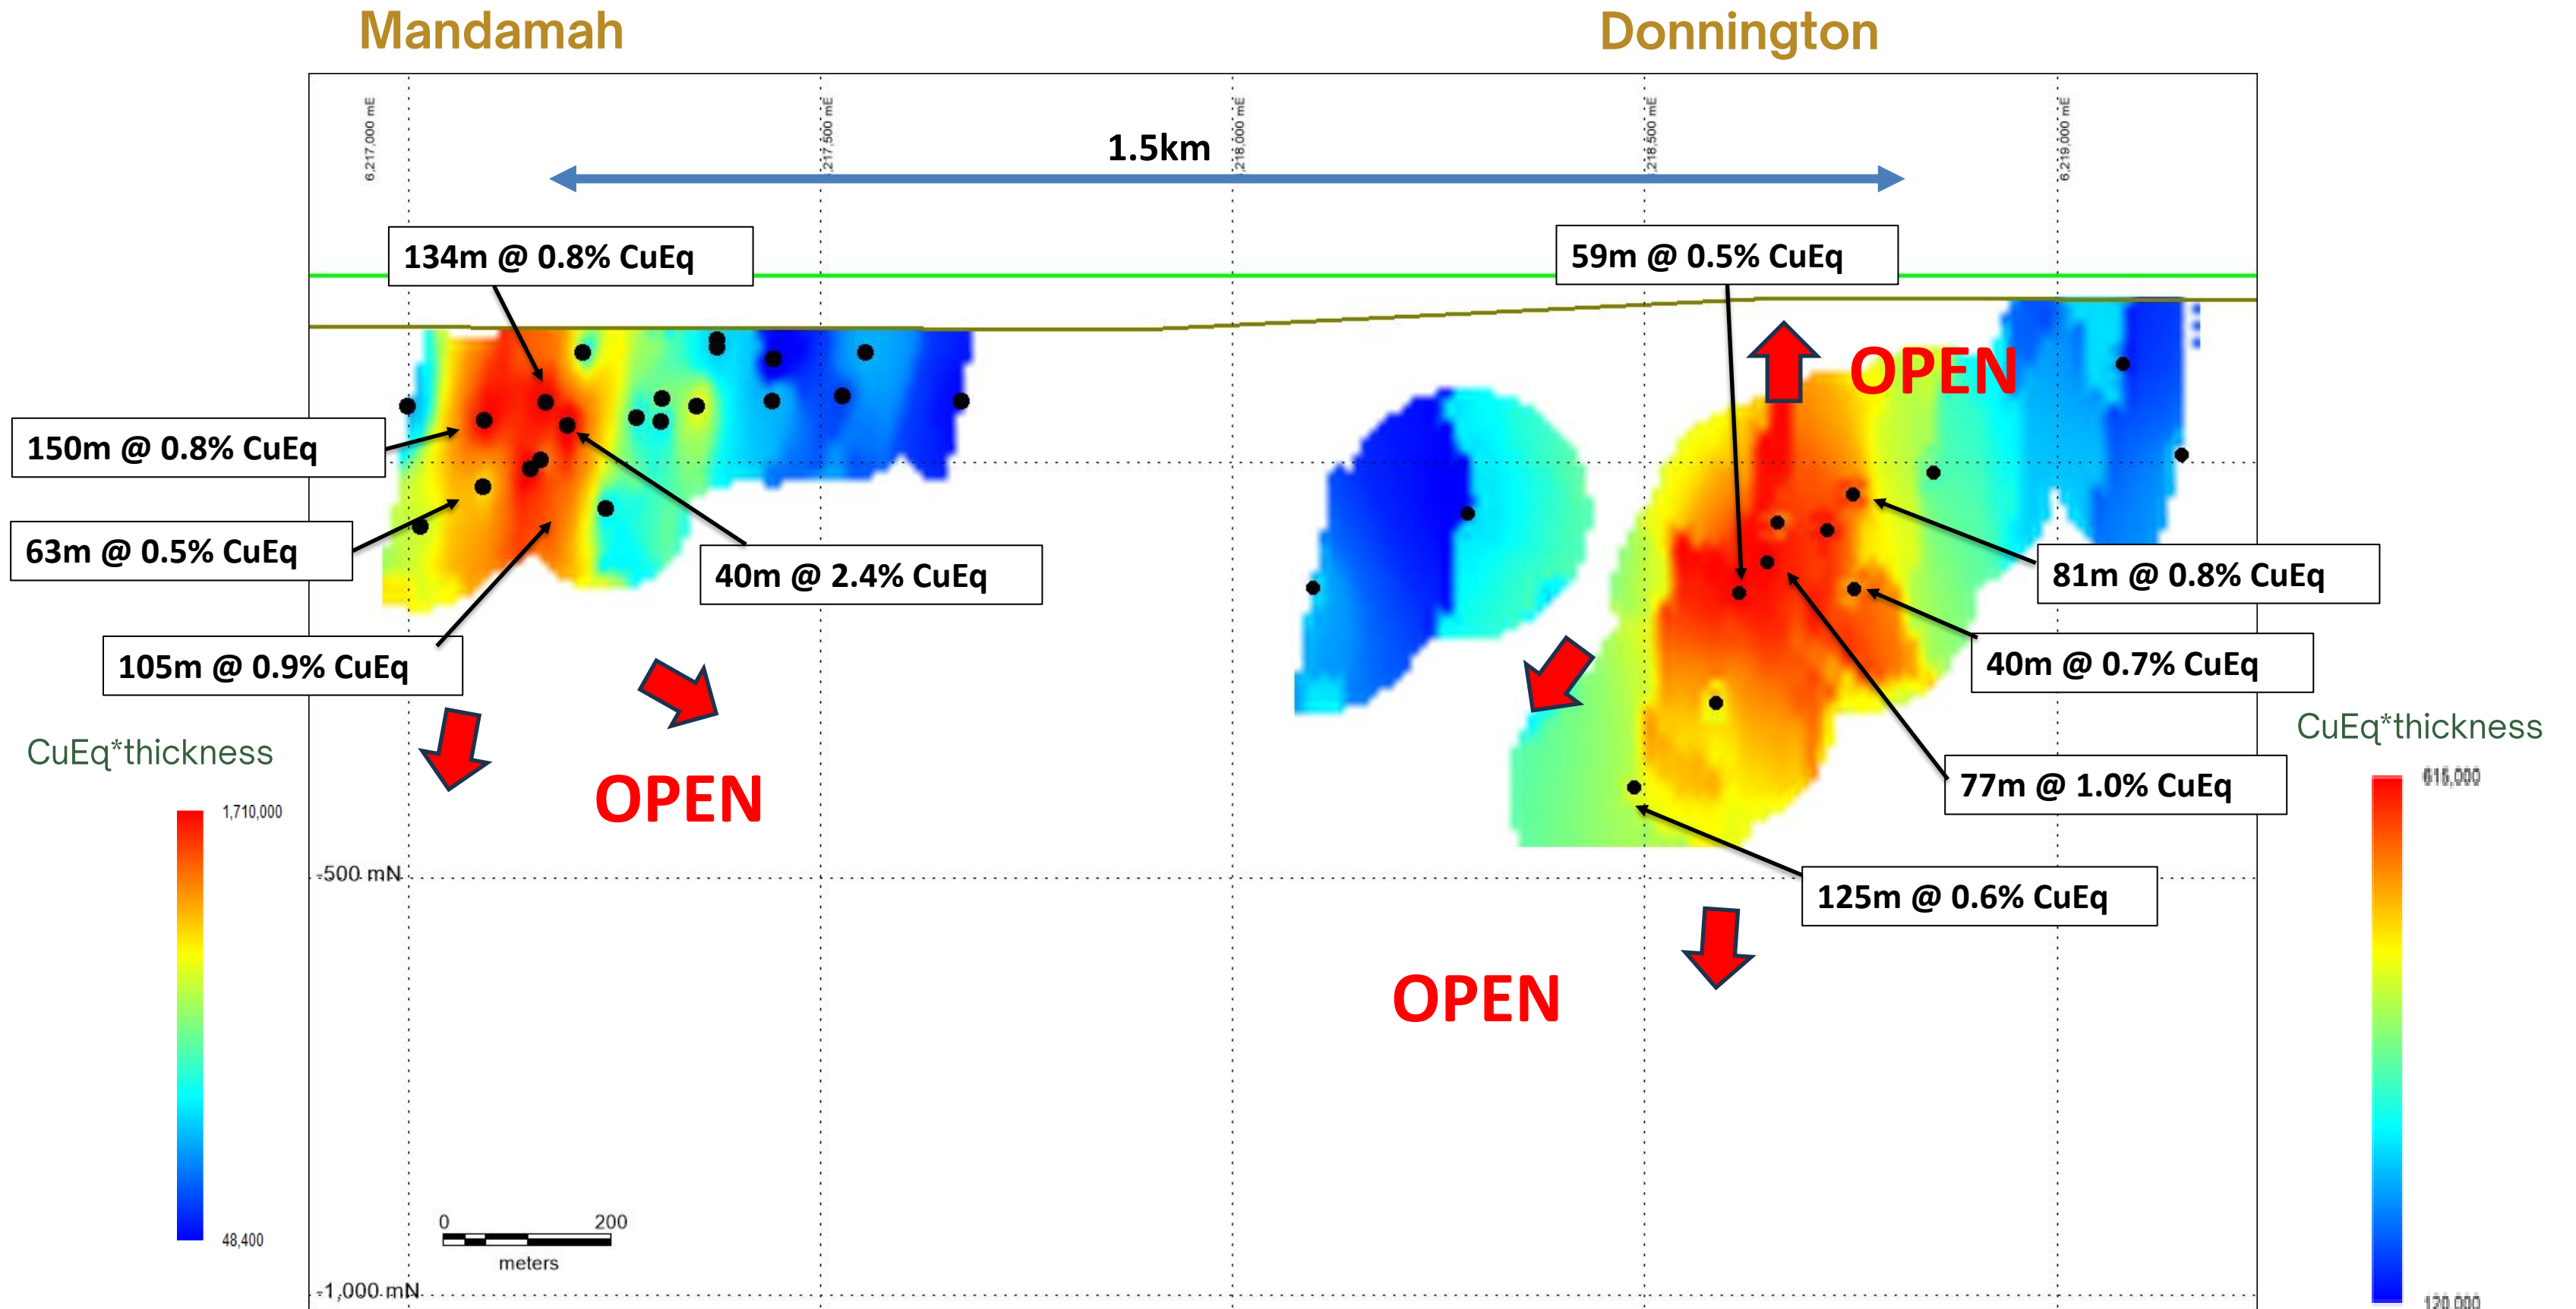 Mandamah
Donnington
6,217,000 mE
,217,500 mE
,218,000 mE
,218,500 mE
6,219,000 mE
1.5km
134m @ 0.8% CuEq
59m @ 0.5% CuEq
OPEN
150m @ 0.8% CuEq
63m @ 0.5% CuEq
40m @ 2.4% CuEq
81m @ 0.8% CuEq
105m @ 0.9% CuEq
40m @ 0.7% CuEq
CuEq*thickness
CuEq*thickness
OPEN
77m @ 1.0% CuEq
1,710,000
-500 mN
125m @ 0.6% CuEq
OPEN
48,400
0
200
meters
-1,000 mN